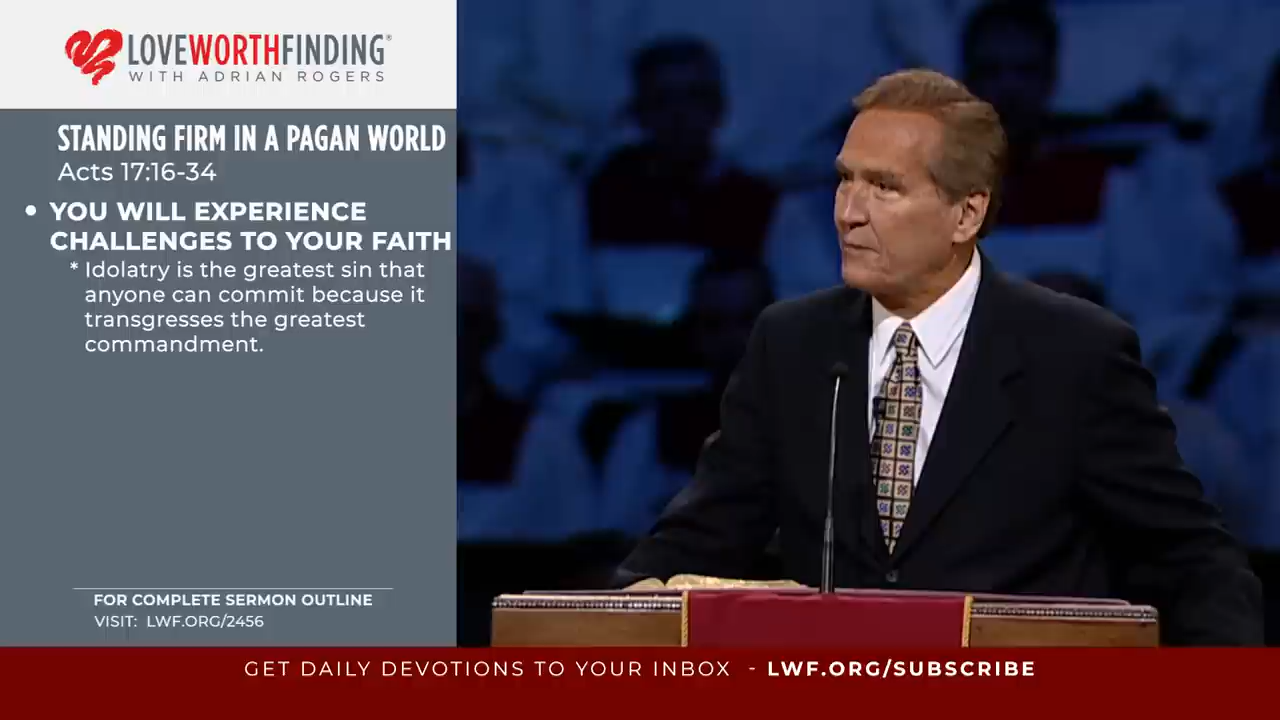 LOVEWORTHFINDING®
WITH ADRIAN ROGERS
STANDING FIRM IN A PAGAN WORLD
Acts 17:16-34
• YOU WILL EXPERIENCE
CHALLENGES TO YOUR FAITH
* Idolatry is the greatest sin that
anyone can commit because it
transgresses the greatest
commandment.
FOR COMPLETE SERMON OUTLINE
VISIT: LWF.ORG/2456
GET DAILY DEVOTIONS TO YOUR INBOX - LWF.ORG/SUBSCRIBE